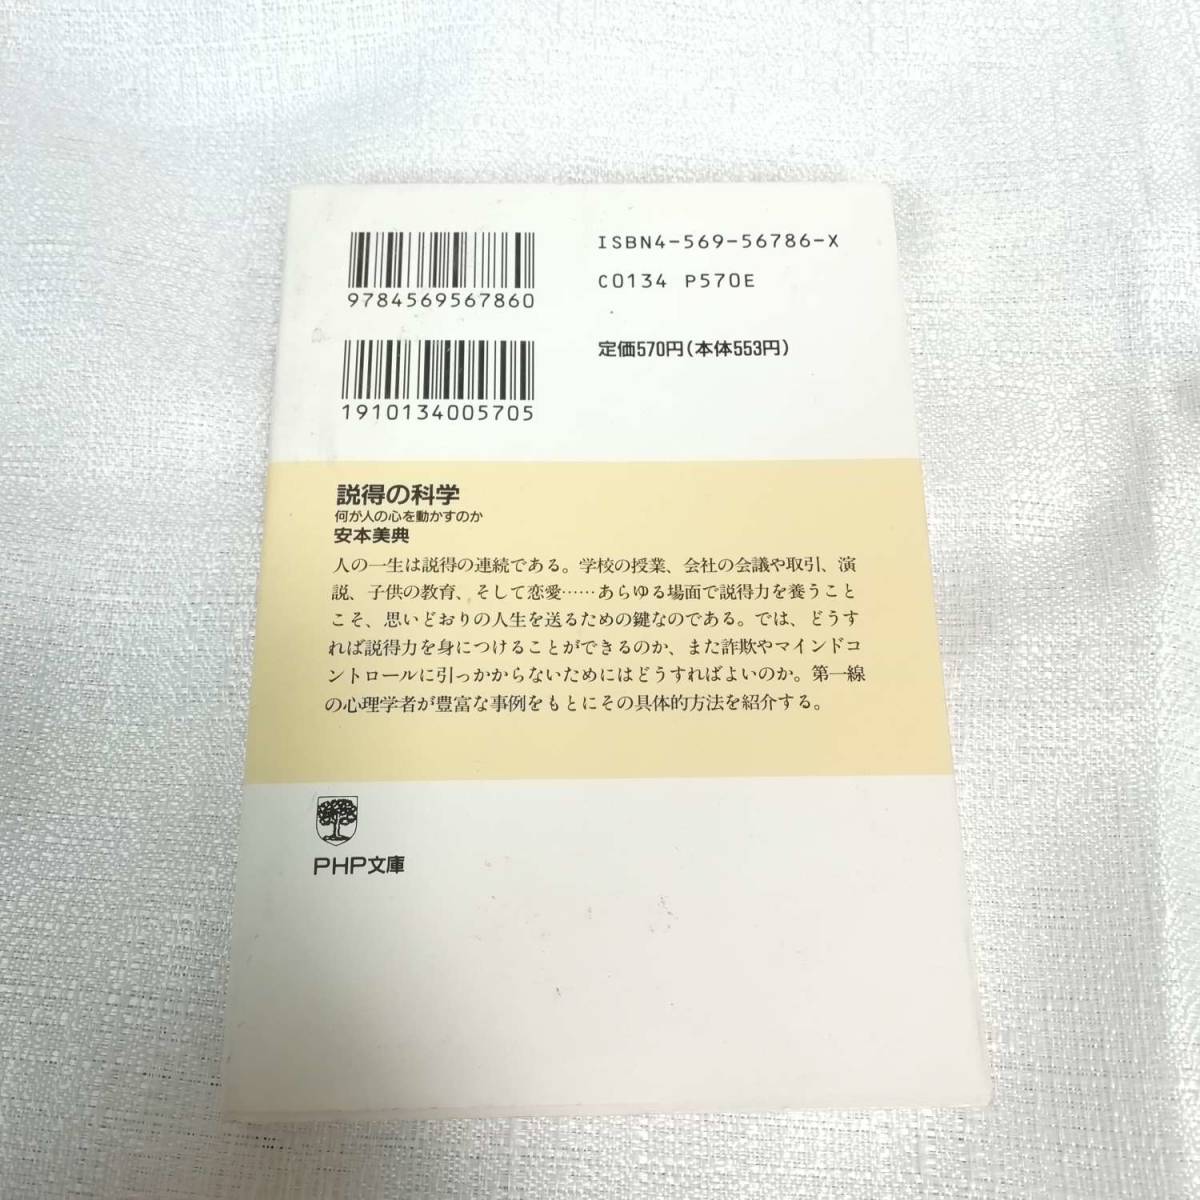 9784569567860
ISBN4-569-56786-X
C0134 P570E
1910134005705
定価570円(本体553円)
説得の科学
何が人の心を動かすのか
安本美典
人の一生は説得の連続である。学校の授業、会社の会議や取引、演
説、子供の教育、そして恋愛……あらゆる場面で説得力を養うこと
こそ、思いどおりの人生を送るための鍵なのである。では、どうす
れば説得力を身につけることができるのか、また詐欺やマインドコ
ントロールに引っかからないためにはどうすればよいのか。第一線
の心理学者が豊富な事例をもとにその具体的方法を紹介する。
PHP文庫